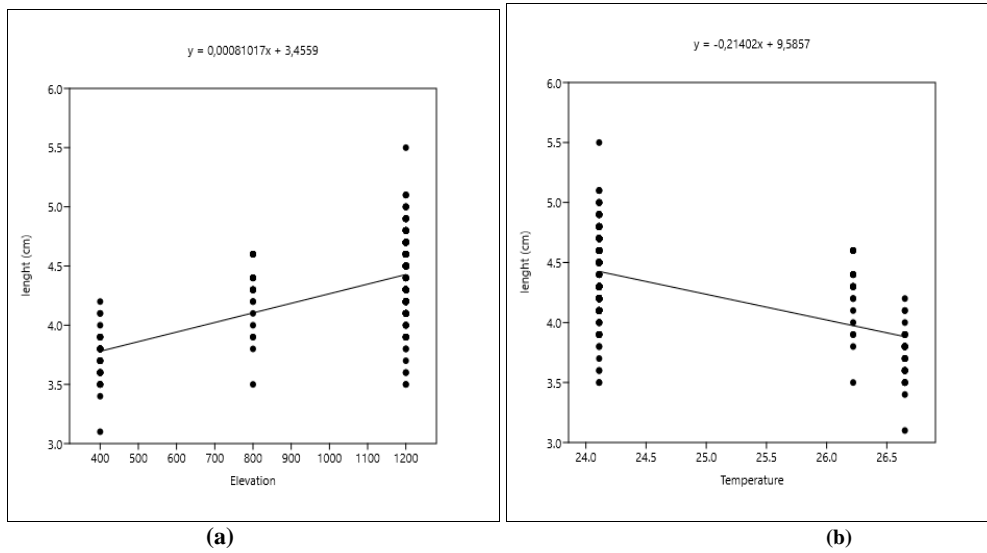 y = 0,00081017x + 3,4559
6.0
5.5
5.0
4.5
4.0
3.5
3.0
lenght (cm)
400 500 600 700 800 900 1000 1100 1200
Elevation
(a)
y = -0,21402x + 9,5857
6.0
5.5
5.0
4.5
4.0
3.5
3.0
lenght (cm)
24.0 24.5 25.0 25.5 26.0 26.5
Temperature
(b)